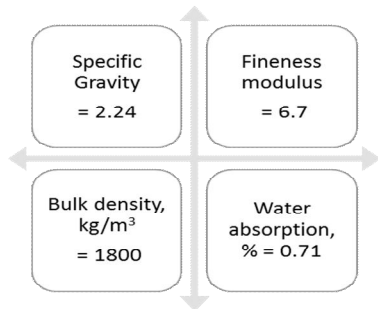 Specific
Gravity
= 2.24
Fineness
modulus
= 6.7
Bulk density,
kg/m³
= 1800
Water
absorption,
% = 0.71